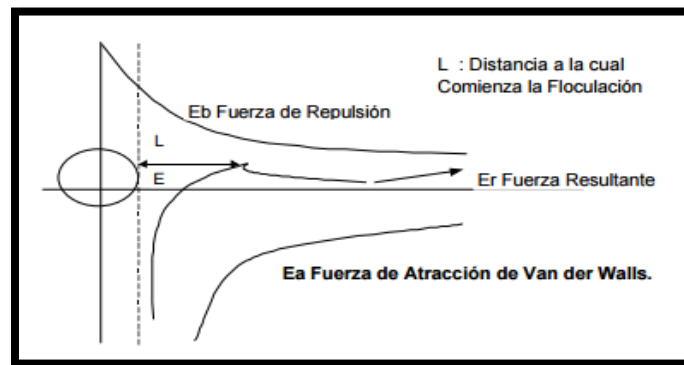 L : Distancia a la cual
Comienza la Floculación
Eb Fuerza de Repulsión
L
E
Er Fuerza Resultante
Ea Fuerza de Atracción de Van der Walls.